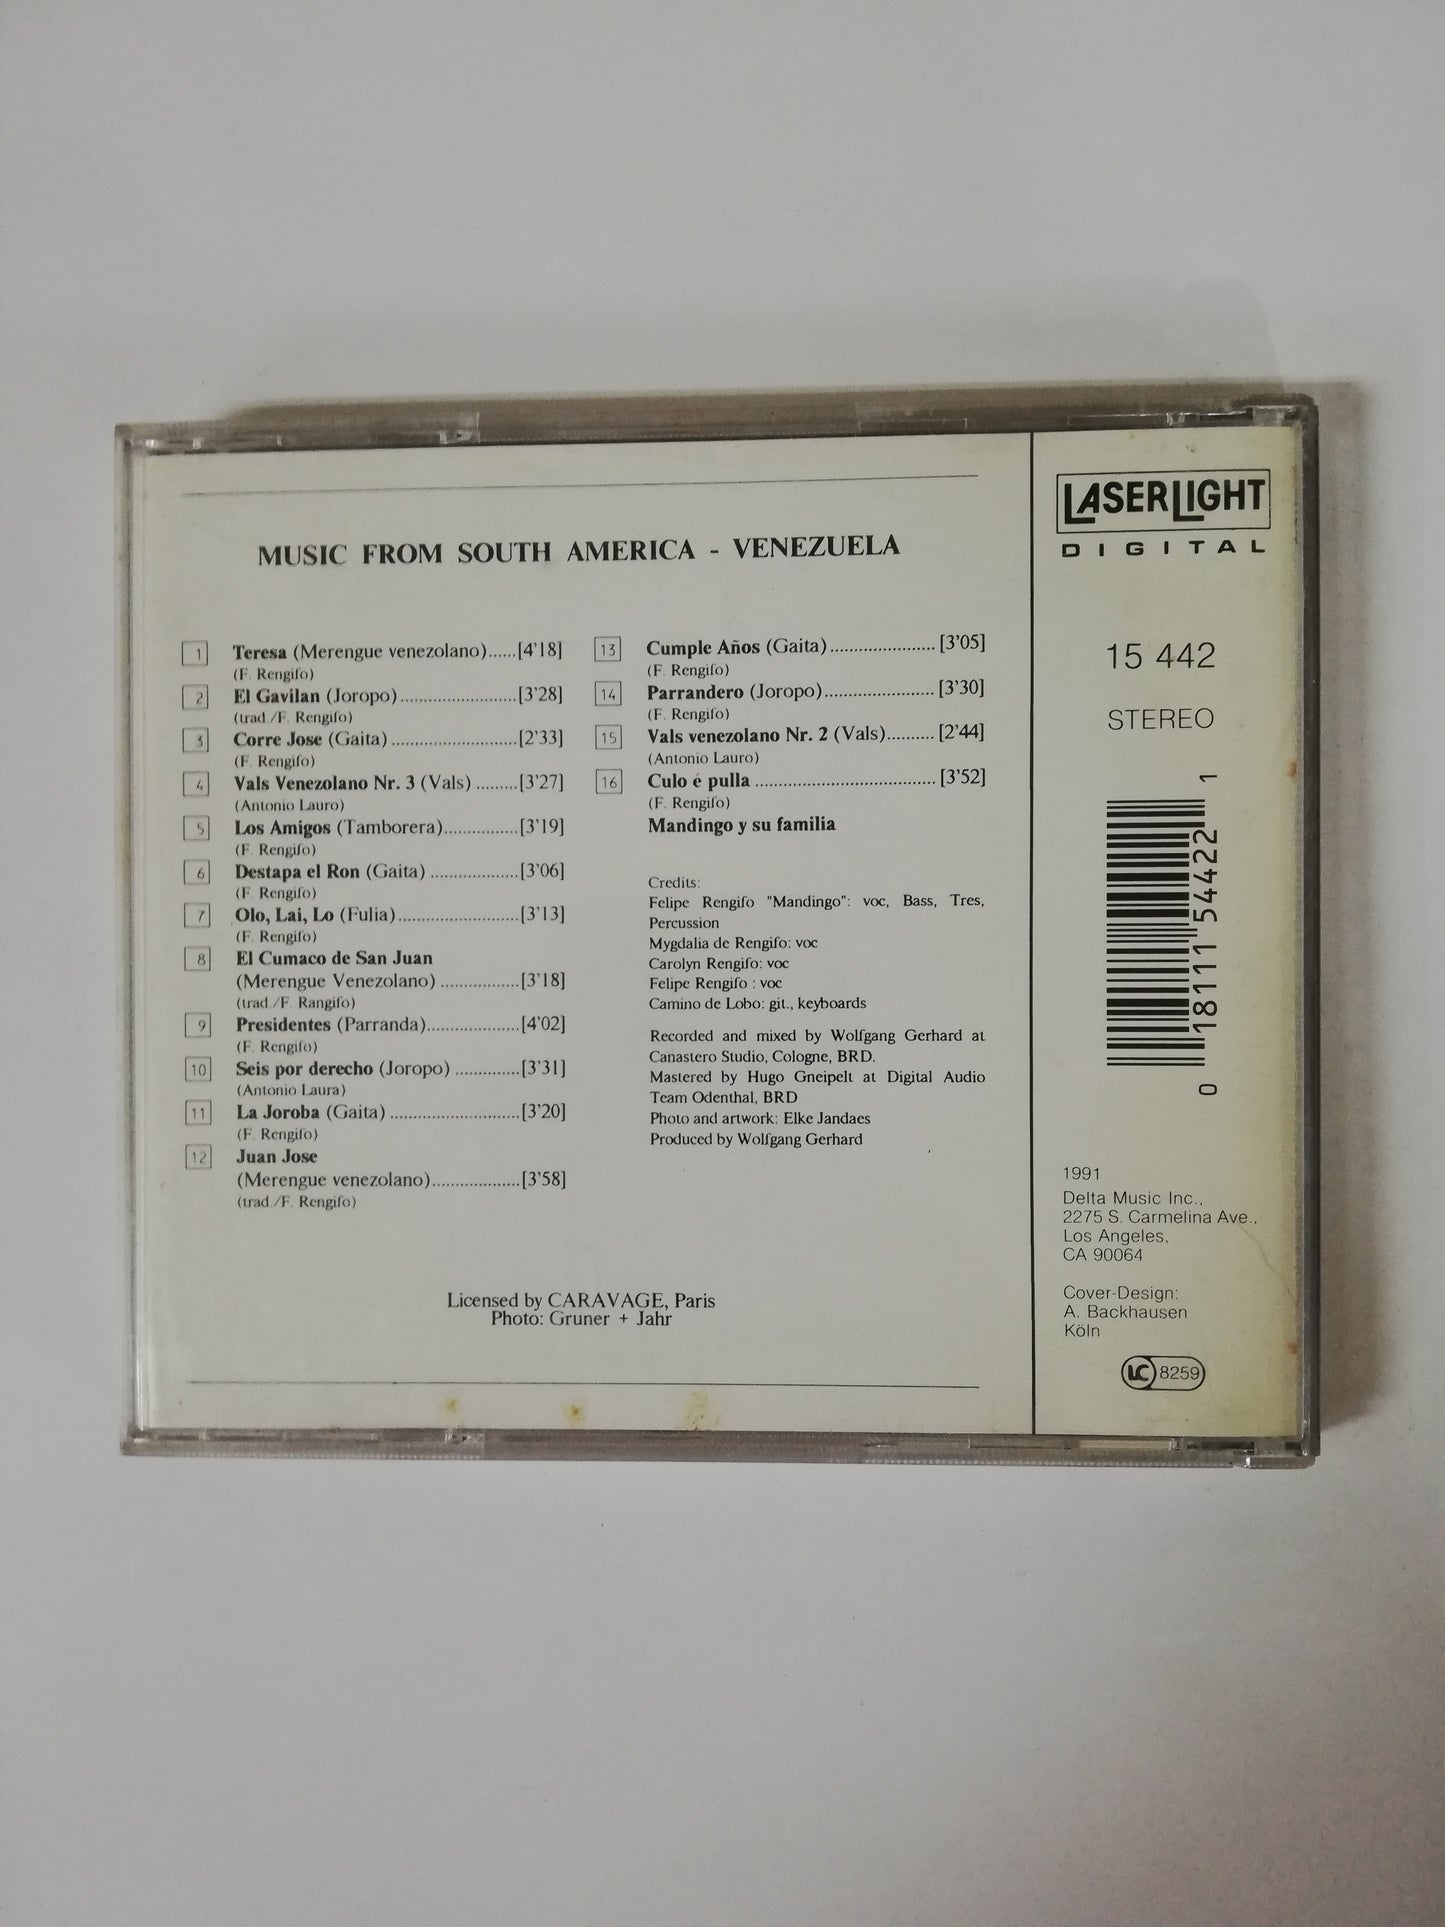 MUSIC FROM SOUTH AMERICA - VENEZUELA
1 Teresa (Merengue venezolano)......[4'18]
(F. Rengifo)
2 El Gavilan (Joropo)........................[3'28]
(trad./F. Rengifo)
3 Corre Jose (Gaita)..........................[2'33]
(F. Rengifo)
4 Vals Venezolano Nr. 3 (Vals).........[3'27]
(Antonio Lauro)
5 Los Amigos (Tamborera)................[3'19]
(F. Rengifo)
6 Destapa el Ron (Gaita)..................[3'06]
(F. Rengifo)
7 Olo, Lai, Lo (Fulia).........................[3'13]
(F. Rengifo)
8 El Cumaco de San Juan
(Merengue Venezolano)................[3'18]
(trad./F. Rangifo)
9 Presidentes (Parranda)...................[4'02]
(F. Rengifo)
10 Seis por derecho (Joropo).............[3'31]
(Antonio Laura)
11 La Joroba (Gaita)...........................[3'20]
(F. Rengifo)
12 Juan Jose
(Merengue venezolano)..................[3'58]
(trad./F. Rengifo)
13 Cumple Años (Gaita)......................[3'05]
(F. Rengifo)
14 Parrandero (Joropo).......................[3'30]
(F. Rengifo)
15 Vals venezolano Nr. 2 (Vals)..........[2'44]
(Antonio Lauro)
16 Culo é pulla.....................................[3'52]
(F. Rengifo)
Mandingo y su familia
Credits:
Felipe Rengifo "Mandingo": voc, Bass, Tres,
Percussion
Mygdalia de Rengifo: voc
Carolyn Rengifo: voc
Felipe Rengifo : voc
Camino de Lobo: git., keyboards
Recorded and mixed by Wolfgang Gerhard at
Canastero Studio, Cologne, BRD.
Mastered by Hugo Gneipelt at Digital Audio
Team Odenthal, BRD
Photo and artwork: Elke Jandaes
Produced by Wolfgang Gerhard
Licensed by CARAVAGE, Paris
Photo: Gruner + Jahr
LASERLIGHT
DIGITAL
15 442
STEREO
0 18111 54422 1
1991
Delta Music Inc.,
2275 S. Carmelina Ave.,
Los Angeles,
CA 90064
Cover-Design:
A. Backhausen
Köln
LC 8259